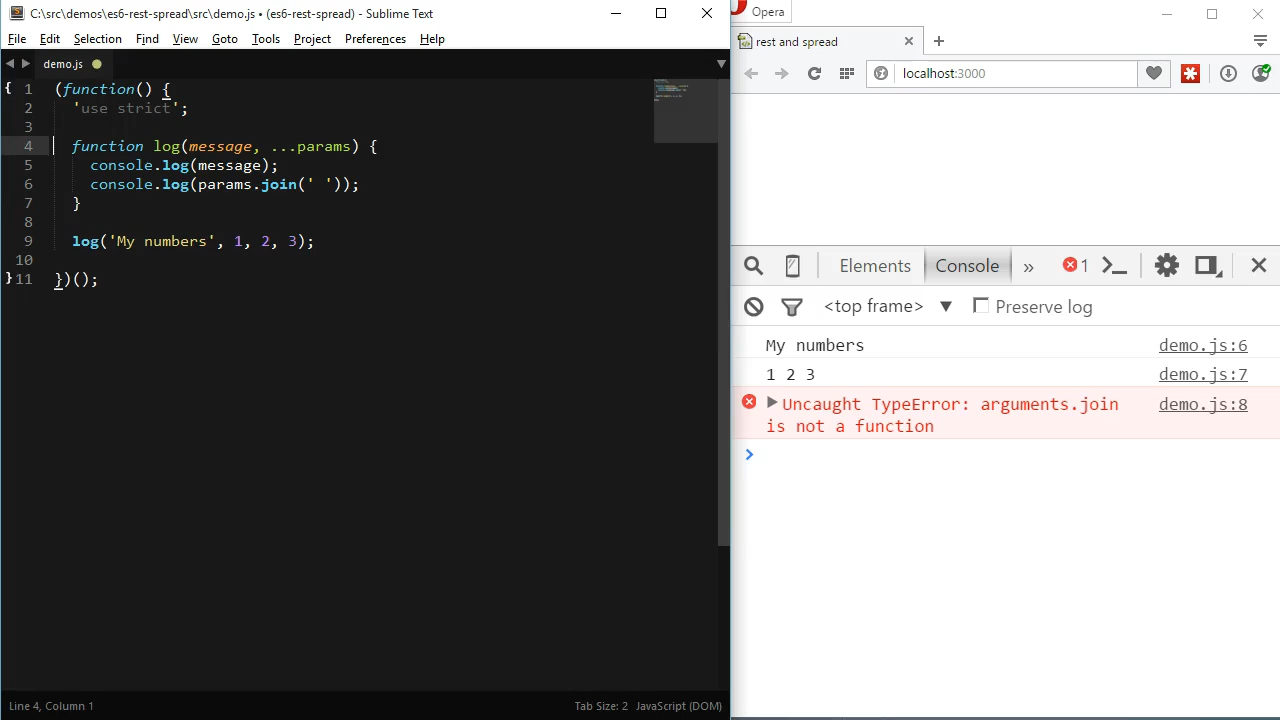 C:\src\demos\es6-rest-spread\src\demo.js • (es6-rest-spread) - Sublime Text
File Edit Selection Find View Goto Tools Project Preferences Help
demo.js
1 (function() {
2 'use strict';
3
4 function log(message, ...params) {
5 console.log(message);
6 console.log(params.join(' '));
7 }
8
9 log('My numbers', 1, 2, 3);
10
11 })();
Line 4, Column 1
Tab Size: 2 JavaScript (DOM)
Opera
rest and spread
localhost:3000
Elements Console » 1
<top frame> ▼ Preserve log
My numbers demo.js:6
1 2 3 demo.js:7
Uncaught TypeError: arguments.join demo.js:8
is not a function